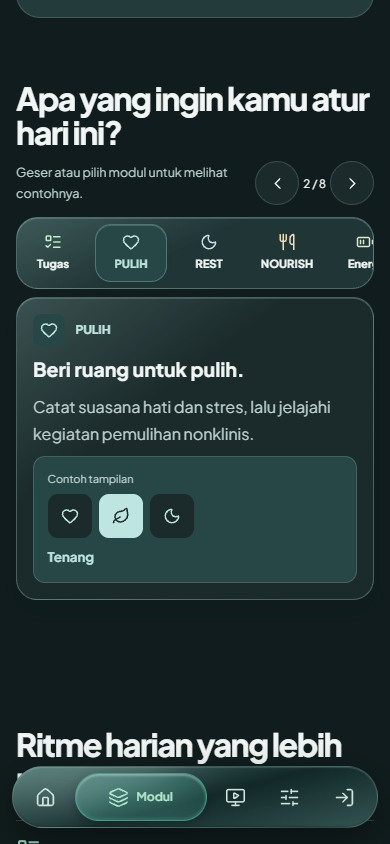 Apa yang ingin kamu atur
hari ini?
Geser atau pilih modul untuk melihat
contohnya.
2/8
Tugas
PULIH
REST
NOURISH
Ener
PULIH
Beri ruang untuk pulih.
Catat suasana hati dan stres, lalu jelajahi
kegiatan pemulihan nonklinis.
Contoh tampilan
Tenang
Ritme harian yang lebih
Modul